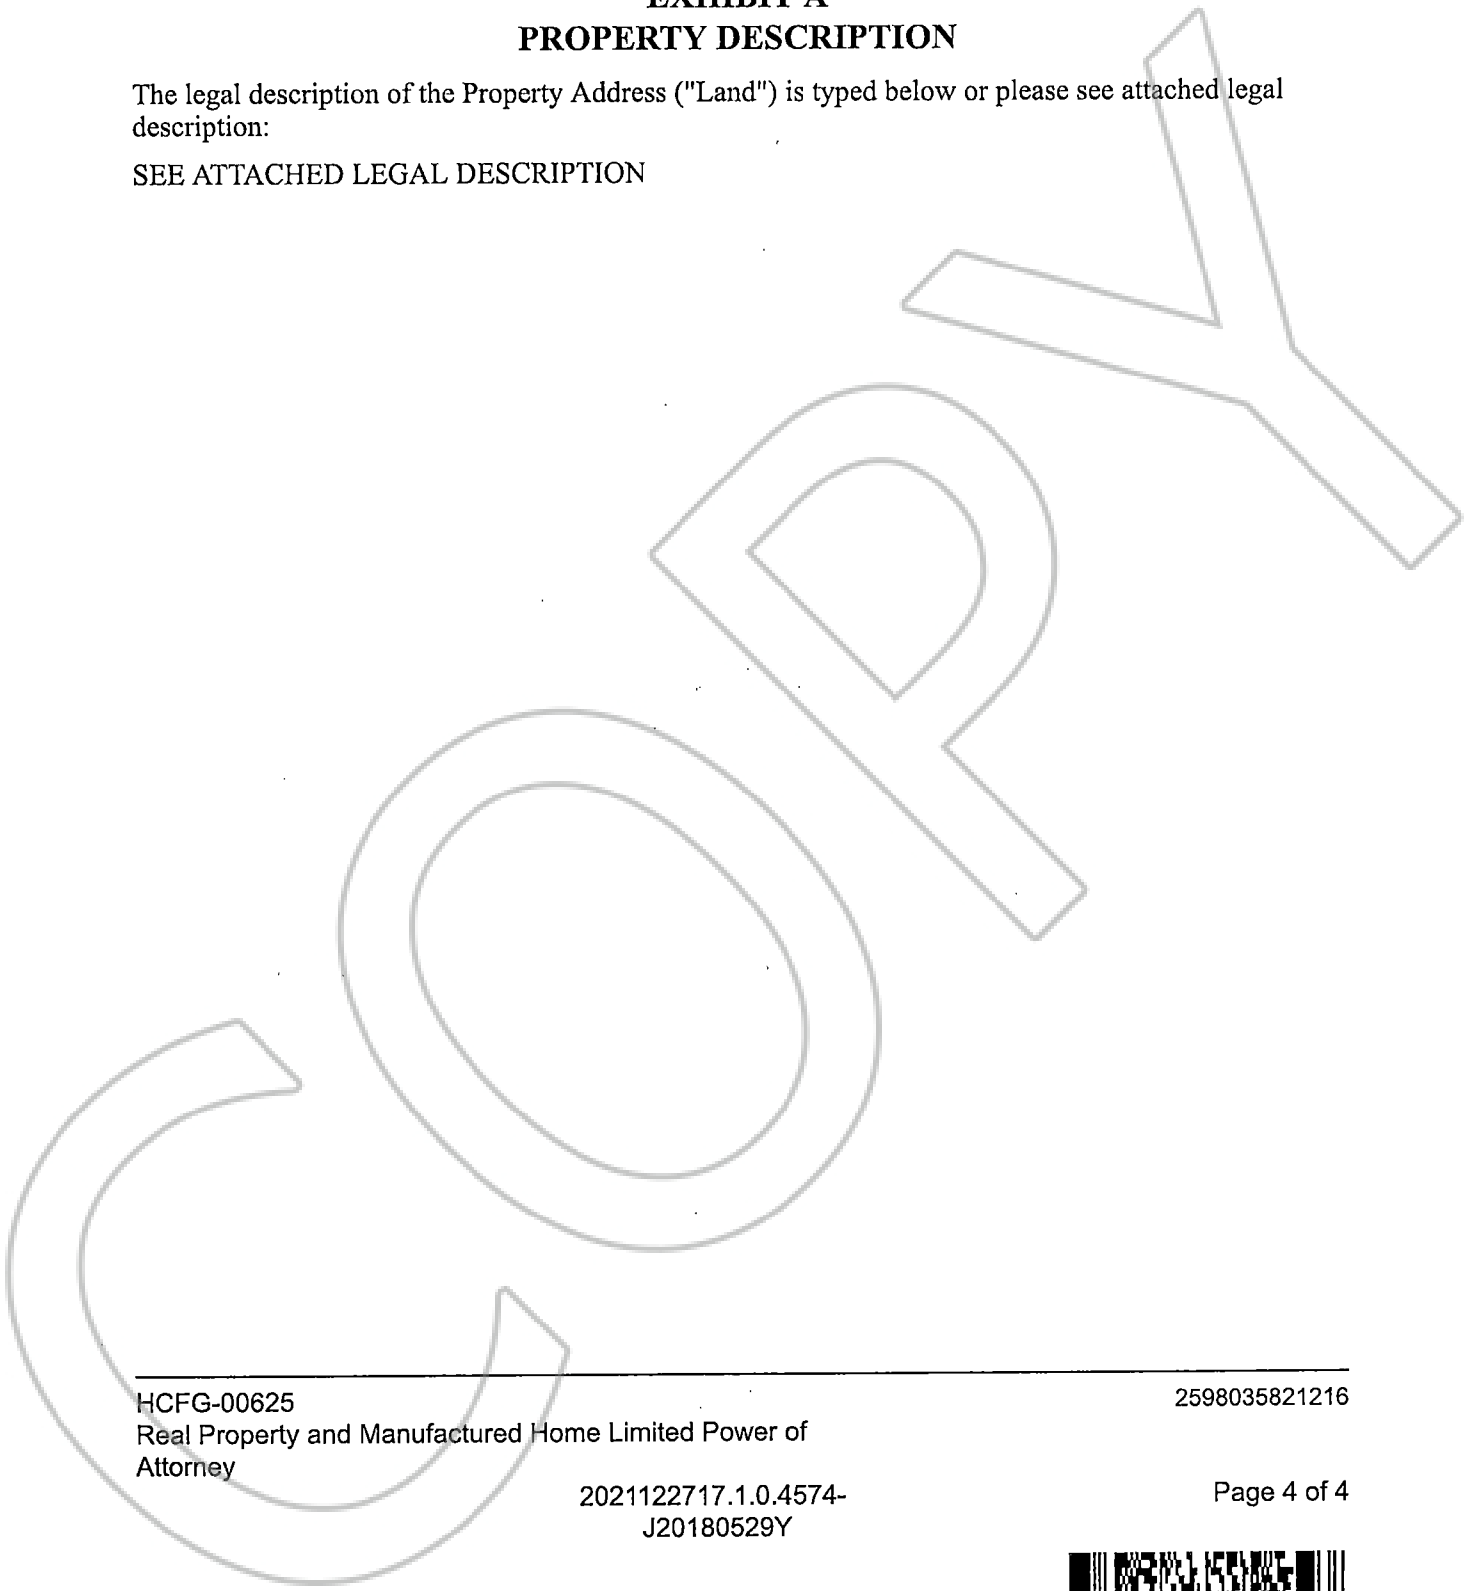 EXHIBIT A
PROPERTY DESCRIPTION
The legal description of the Property Address ("Land") is typed below or please see attached legal
description:
SEE ATTACHED LEGAL DESCRIPTION
COPY
HCFG-00625
2598035821216
Real Property and Manufactured Home Limited Power of
Attorney
2021122717.1.0.4574-
J20180529Y
Page 4 of 4